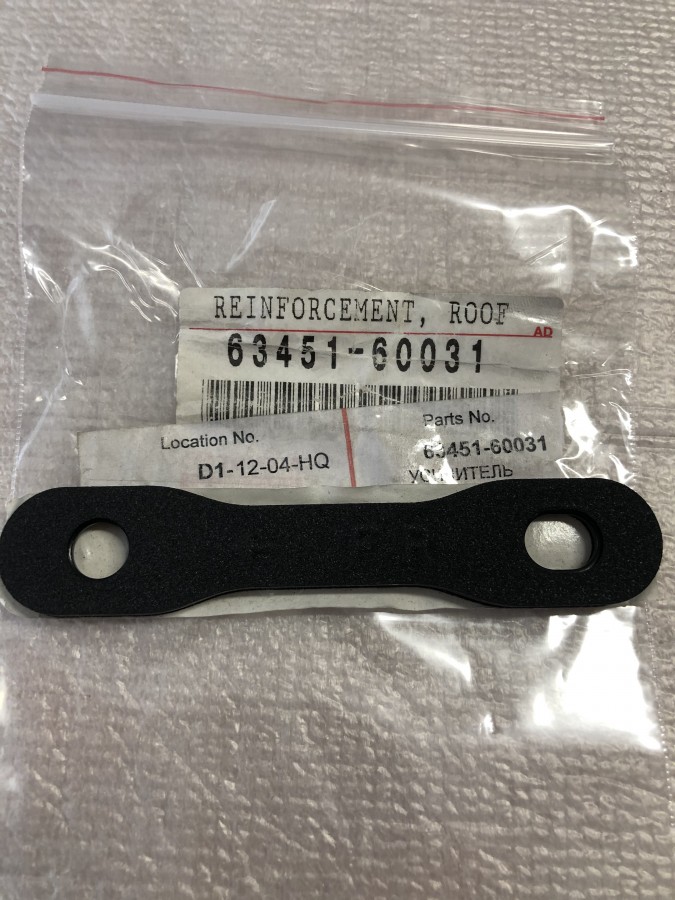 REINFORCEMENT, ROOF
AD
63451-60031
Location No.
D1-12-04-HQ
Parts No.
63451-60031
УСИЛИТЕЛЬ